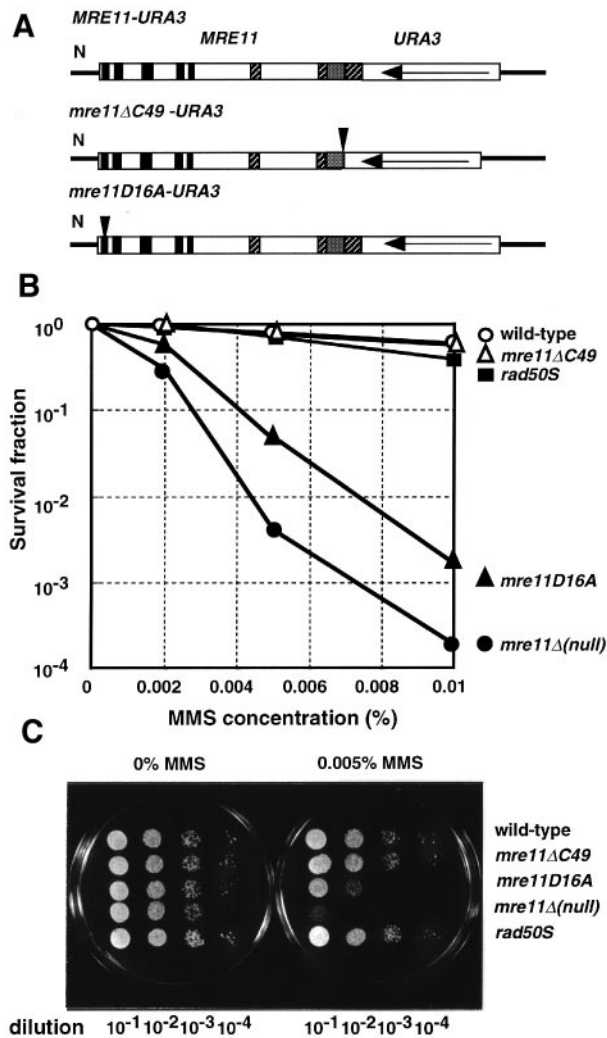 A
MRE11-URA3
N MRE11 URA3
mre11ΔC49 -URA3
N
mre11D16A-URA3
N
B
Survival fraction
10⁰
10⁻¹
10⁻²
10⁻³
10⁻⁴
0 0.002 0.004 0.006 0.008 0.01
MMS concentration (%)
wild-type
mre11ΔC49
rad50S
mre11D16A
mre11Δ(null)
C
0% MMS 0.005% MMS
wild-type
mre11ΔC49
mre11D16A
mre11Δ(null)
rad50S
dilution 10⁻¹ 10⁻² 10⁻³ 10⁻⁴ 10⁻¹ 10⁻² 10⁻³ 10⁻⁴